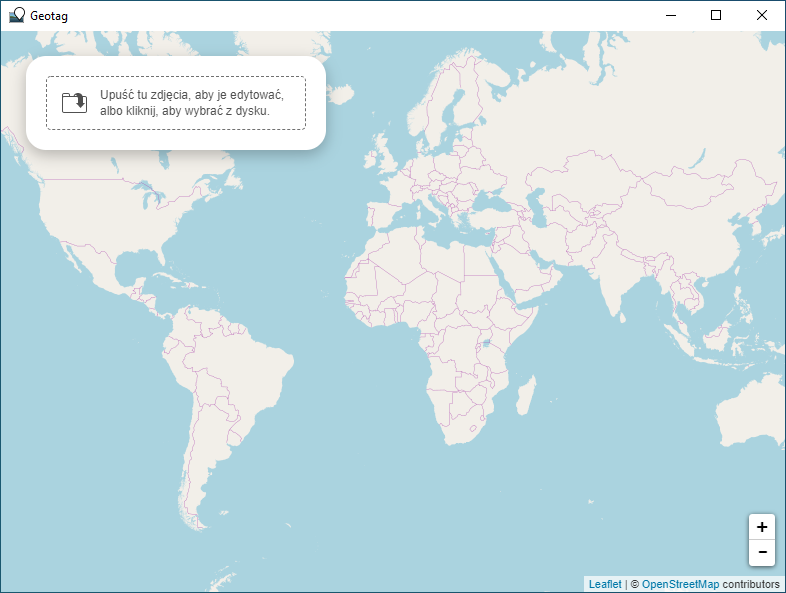 Geotag
Upuść tu zdjęcia, aby je edytować,
albo kliknij, aby wybrać z dysku.
+
−
Leaflet | © OpenStreetMap contributors